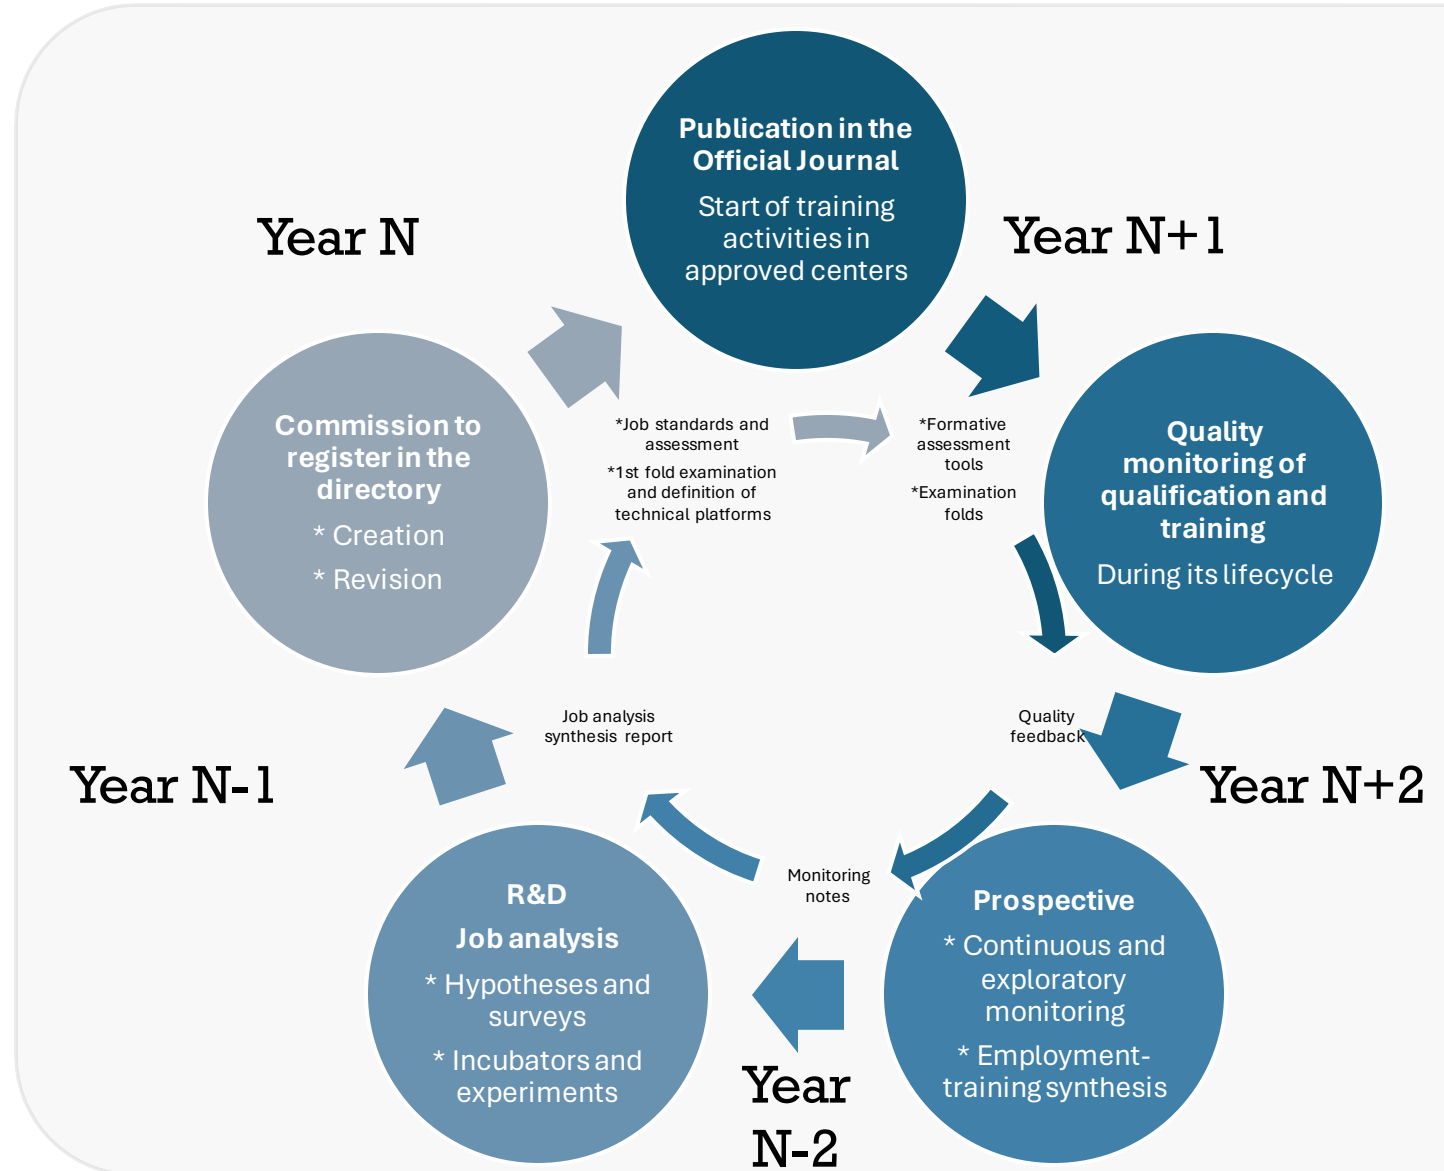 Publication in the
Official Journal
Start of training
activities in
approved centers
Year N
Year N+1
Commission to
register in the
directory
* Creation
* Revision
*Job standards and
assessment
*1st fold examination
and definition of
technical platforms
*Formative
assessment
tools
*Examination
folds
Quality
monitoring of
qualification and
training
During its lifecycle
Job analysis
synthesis report
Quality
feedback
Year N-1
Year N+2
Monitoring
notes
R&D
Job analysis
* Hypotheses and
surveys
* Incubators and
experiments
Prospective
* Continuous and
exploratory
monitoring
* Employment-
training synthesis
Year
N-2